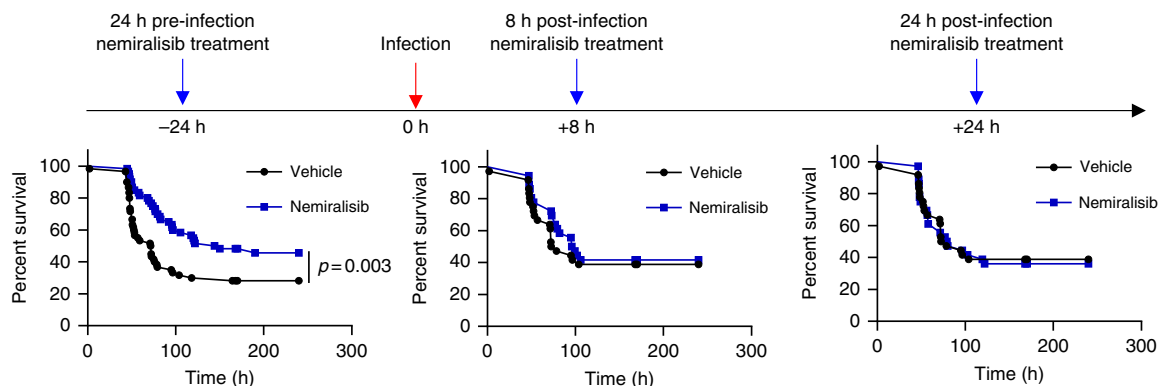 24 h pre-infection
nemiralisib treatment
Infection
8 h post-infection
nemiralisib treatment
24 h post-infection
nemiralisib treatment
–24 h
0 h
+8 h
+24 h
Percent survival
100
80
60
40
20
0
0
100
200
300
Time (h)
Vehicle
Nemiralisib
p = 0.003
Percent survival
100
80
60
40
20
0
0
100
200
300
Time (h)
Vehicle
Nemiralisib
Percent survival
100
80
60
40
20
0
0
100
200
300
Time (h)
Vehicle
Nemiralisib